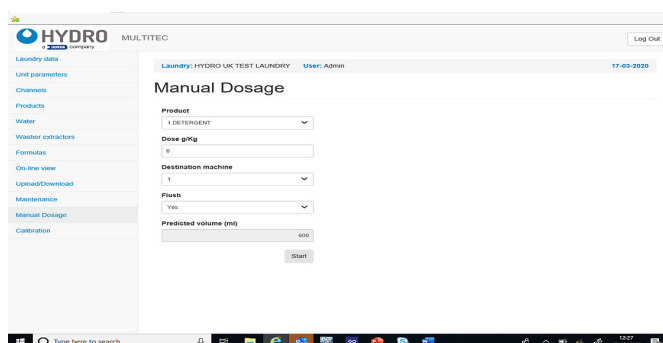 HYDRO
a DOVER company
MULTITEC
Log Out
Laundry data
Unit parameters
Channels
Products
Water
Washer extractors
Formulas
On-line view
Upload/Download
Maintenance
Manual Dosage
Calibration
Laundry: HYDRO UK TEST LAUNDRY User: Admin 17-03-2020
Manual Dosage
Product
1.DETERGENT
Dose g/Kg
6
Destination machine
1
Flush
Yes
Predicted volume (ml)
600
Start
Type here to search
12:27